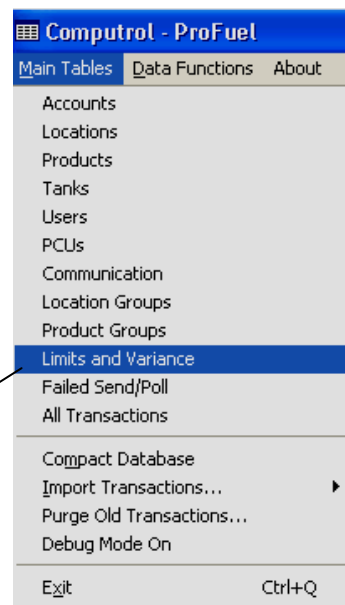 Computrol - ProFuel
Main Tables Data Functions About
Accounts
Locations
Products
Tanks
Users
PCUs
Communication
Location Groups
Product Groups
Limits and Variance
Failed Send/Poll
All Transactions
Compact Database
Import Transactions...
Purge Old Transactions...
Debug Mode On
Exit Ctrl+Q